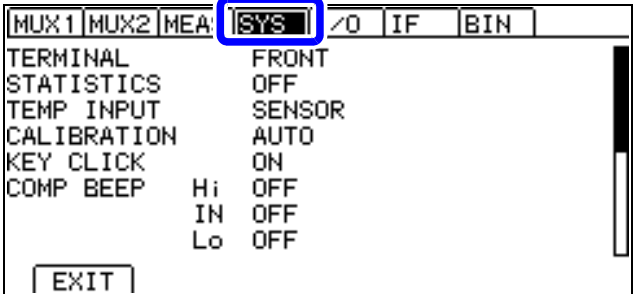 MUX1 MUX2 MEAS SYS I/O IF BIN
TERMINAL FRONT
STATISTICS OFF
TEMP INPUT SENSOR
CALIBRATION AUTO
KEY CLICK ON
COMP BEEP Hi OFF
IN OFF
Lo OFF
EXIT